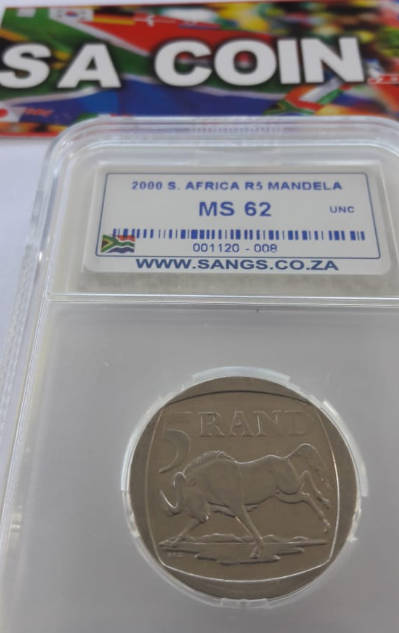 SA COIN
2000 S. AFRICA R5 MANDELA
MS 62
UNC
001120 - 008
WWW.SANGS.CO.ZA
5 RAND